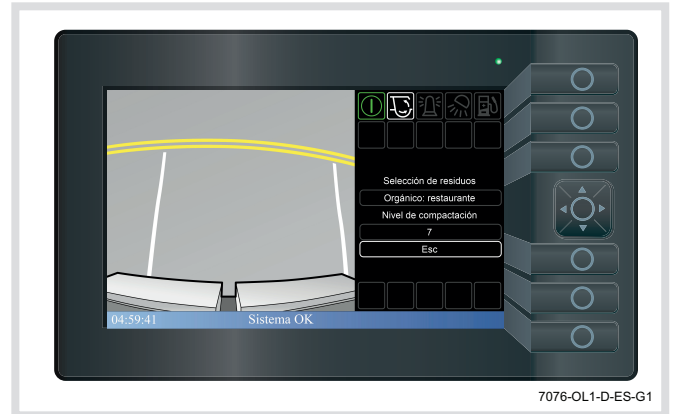 Selección de residuos
Orgánico: restaurante
Nivel de compactación
7
Esc
04:59:41 Sistema OK
7076-OL1-D-ES-G1